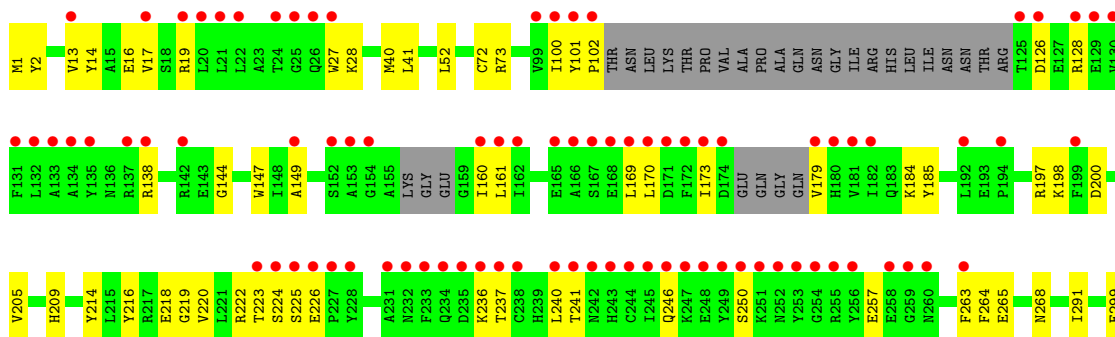 M1 Y2 V13 Y14 A15 E16 V17 S18 R19 L20 L21 L22 A23 T24 G25 Q26 W27 K28 M40 L41 L52 C72 R73 V99 I100 Y101 P102 THR ASN LEU LYS THR PRO VAL ALA PRO ALA GLN ASN GLY ILE ARG HIS LEU ILE ASN ASN THR ARG T125 D126 E127 R128 E129 V130
F131 L132 A133 A134 Y135 N136 R137 R138 R142 E143 G144 W147 I148 A149 S152 A153 G154 A155 LYS GLY GLU G159 I160 L161 I162 E165 A166 S167 E168 L169 L170 D171 F172 I173 D174 GLU GLN GLY GLN V179 H180 V181 I182 Q183 K184 Y185 L192 E193 P194 R197 K198 F199 D200
V205 H209 Y214 L215 Y216 R217 E218 G219 V220 L221 R222 T223 S224 S225 E226 P227 Y228 A231 N232 F233 Q234 D235 K236 T237 C238 H239 L240 T241 N242 H243 C244 I245 Q246 K247 E248 Y249 S250 K251 N252 Y253 G254 R255 Y256 E257 E258 G259 N260 F263 F264 E265 N268 I291